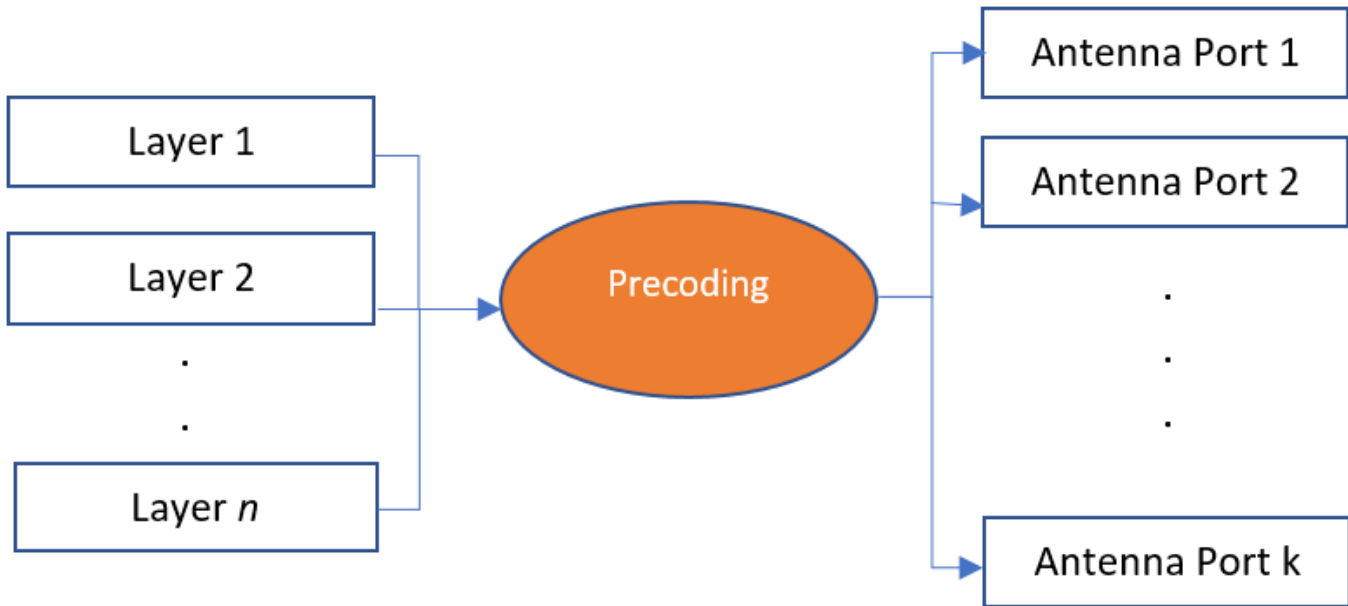 Layer 1
Layer 2
.
.
Layer n
Precoding
Antenna Port 1
Antenna Port 2
.
.
.
Antenna Port k